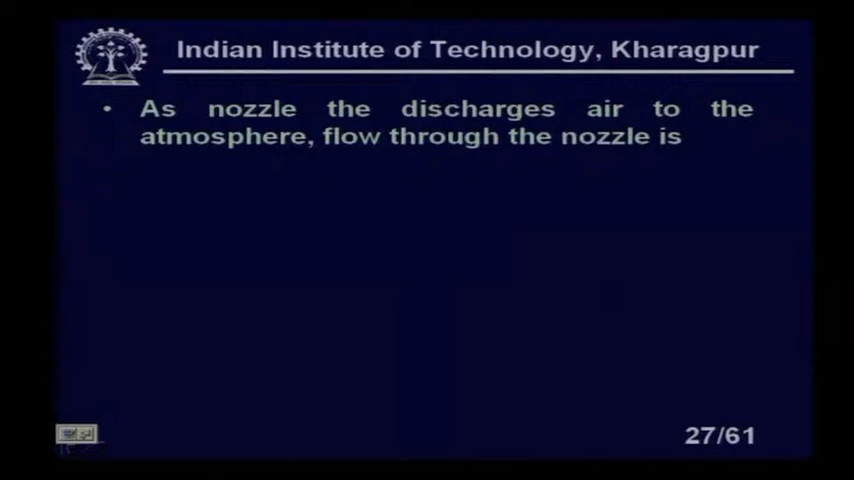 Indian Institute of Technology, Kharagpur
• As nozzle the discharges air to the
atmosphere, flow through the nozzle is
27/61